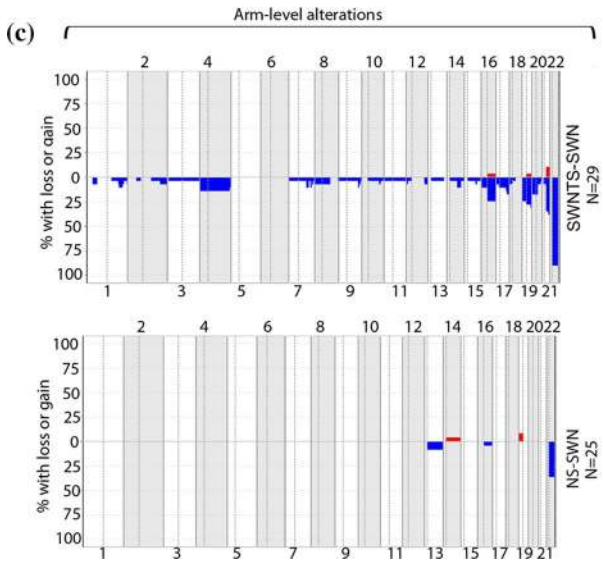 (c)
Arm-level alterations
2 4 6 8 10 12 14 16 18 20 22
100
75
50
25
0
25
50
75
100
% with loss or gain
SWNTS-SWN
N=29
1 3 5 7 9 11 13 15 17 19 21
2 4 6 8 10 12 14 16 18 20 22
100
75
50
25
0
25
50
75
100
% with loss or gain
NS-SWN
N=25
1 3 5 7 9 11 13 15 17 19 21